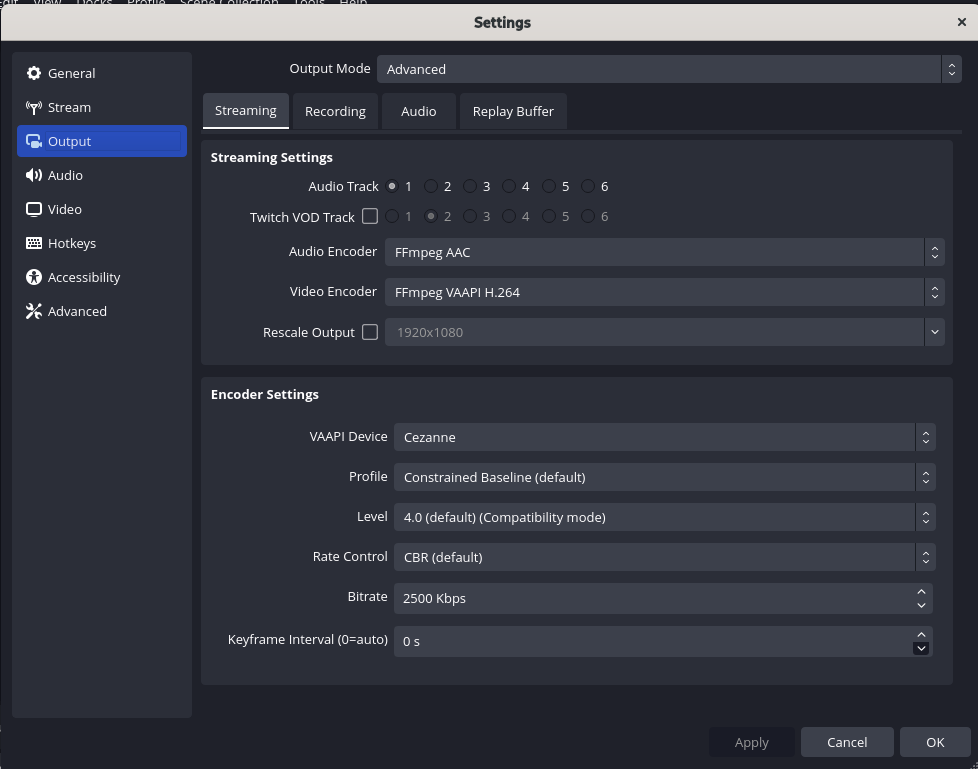 Edit View Docks Profile Scene Collection Tools Help
Settings
General
Stream
Output
Audio
Video
Hotkeys
Accessibility
Advanced
Output Mode Advanced
Streaming Recording Audio Replay Buffer
Streaming Settings
Audio Track 1 2 3 4 5 6
Twitch VOD Track 1 2 3 4 5 6
Audio Encoder FFmpeg AAC
Video Encoder FFmpeg VAAPI H.264
Rescale Output 1920x1080
Encoder Settings
VAAPI Device Cezanne
Profile Constrained Baseline (default)
Level 4.0 (default) (Compatibility mode)
Rate Control CBR (default)
Bitrate 2500 Kbps
Keyframe Interval (0=auto) 0 s
Apply Cancel OK